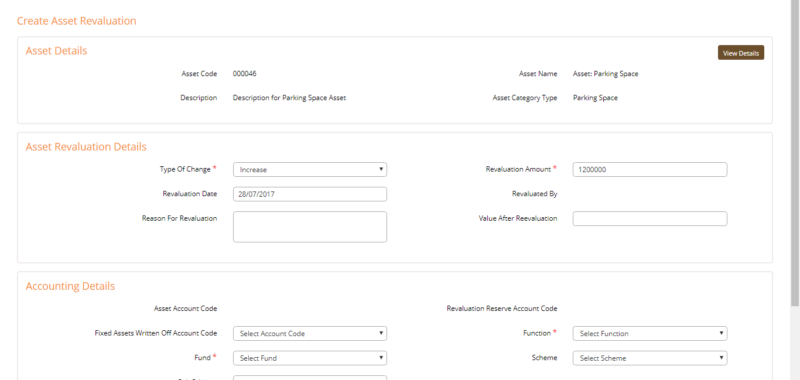 Create Asset Revaluation
Asset Details
View Details
Asset Code 000046 Asset Name Asset: Parking Space
Description Description for Parking Space Asset Asset Category Type Parking Space
Asset Revaluation Details
Type Of Change * Increase Revaluation Amount * 1200000
Revaluation Date 28/07/2017 Revaluated By
Reason For Revaluation Value After Reevaluation
Accounting Details
Asset Account Code Revaluation Reserve Account Code
Fixed Assets Written Off Account Code Select Account Code Function * Select Function
Fund * Select Fund Scheme Select Scheme